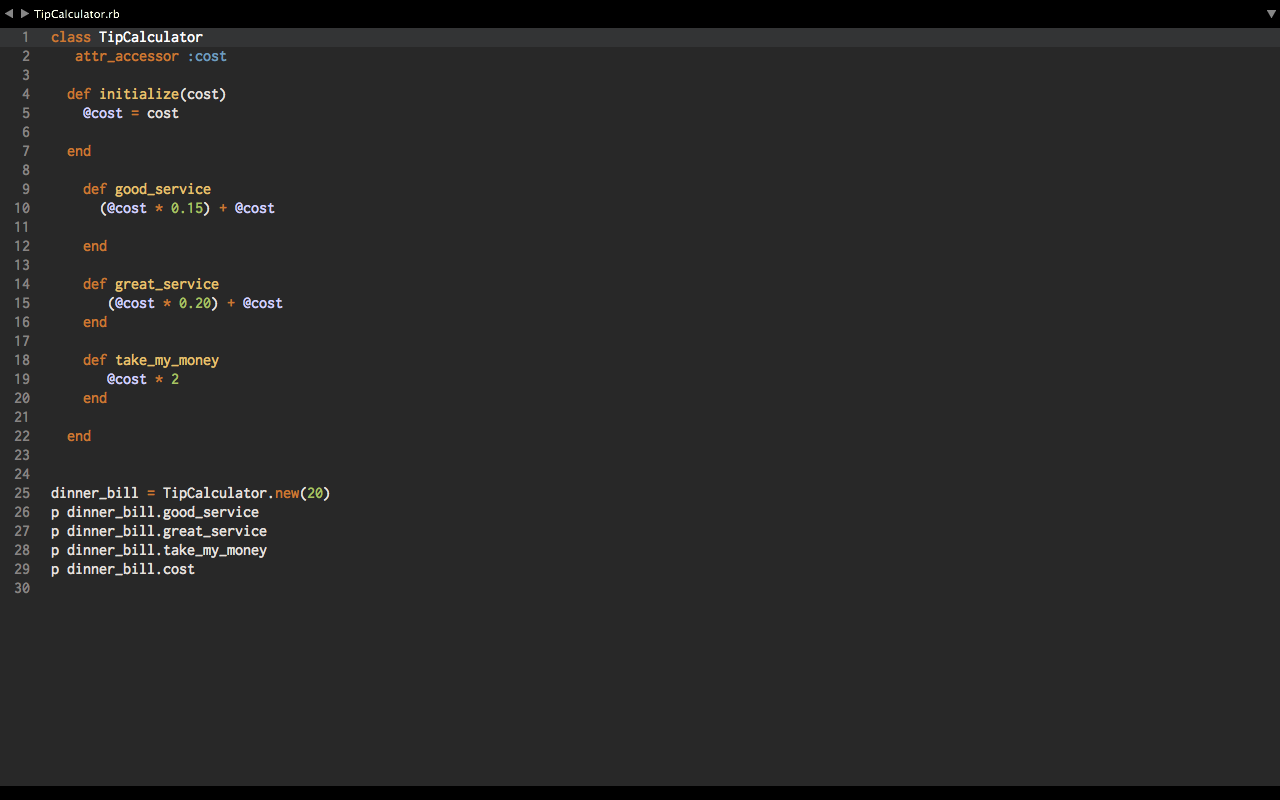 TipCalculator.rb
1 class TipCalculator
2 attr_accessor :cost
3
4 def initialize(cost)
5 @cost = cost
6
7 end
8
9 def good_service
10 (@cost * 0.15) + @cost
11
12 end
13
14 def great_service
15 (@cost * 0.20) + @cost
16 end
17
18 def take_my_money
19 @cost * 2
20 end
21
22 end
23
24
25 dinner_bill = TipCalculator.new(20)
26 p dinner_bill.good_service
27 p dinner_bill.great_service
28 p dinner_bill.take_my_money
29 p dinner_bill.cost
30